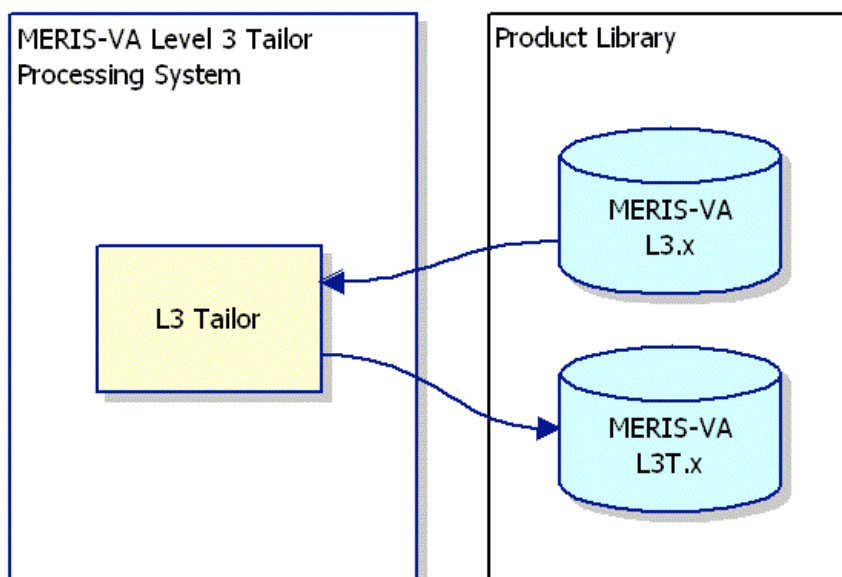 MERIS-VA Level 3 Tailor
Processing System
Product Library
MERIS-VA
L3.x
L3 Tailor
MERIS-VA
L3T.x